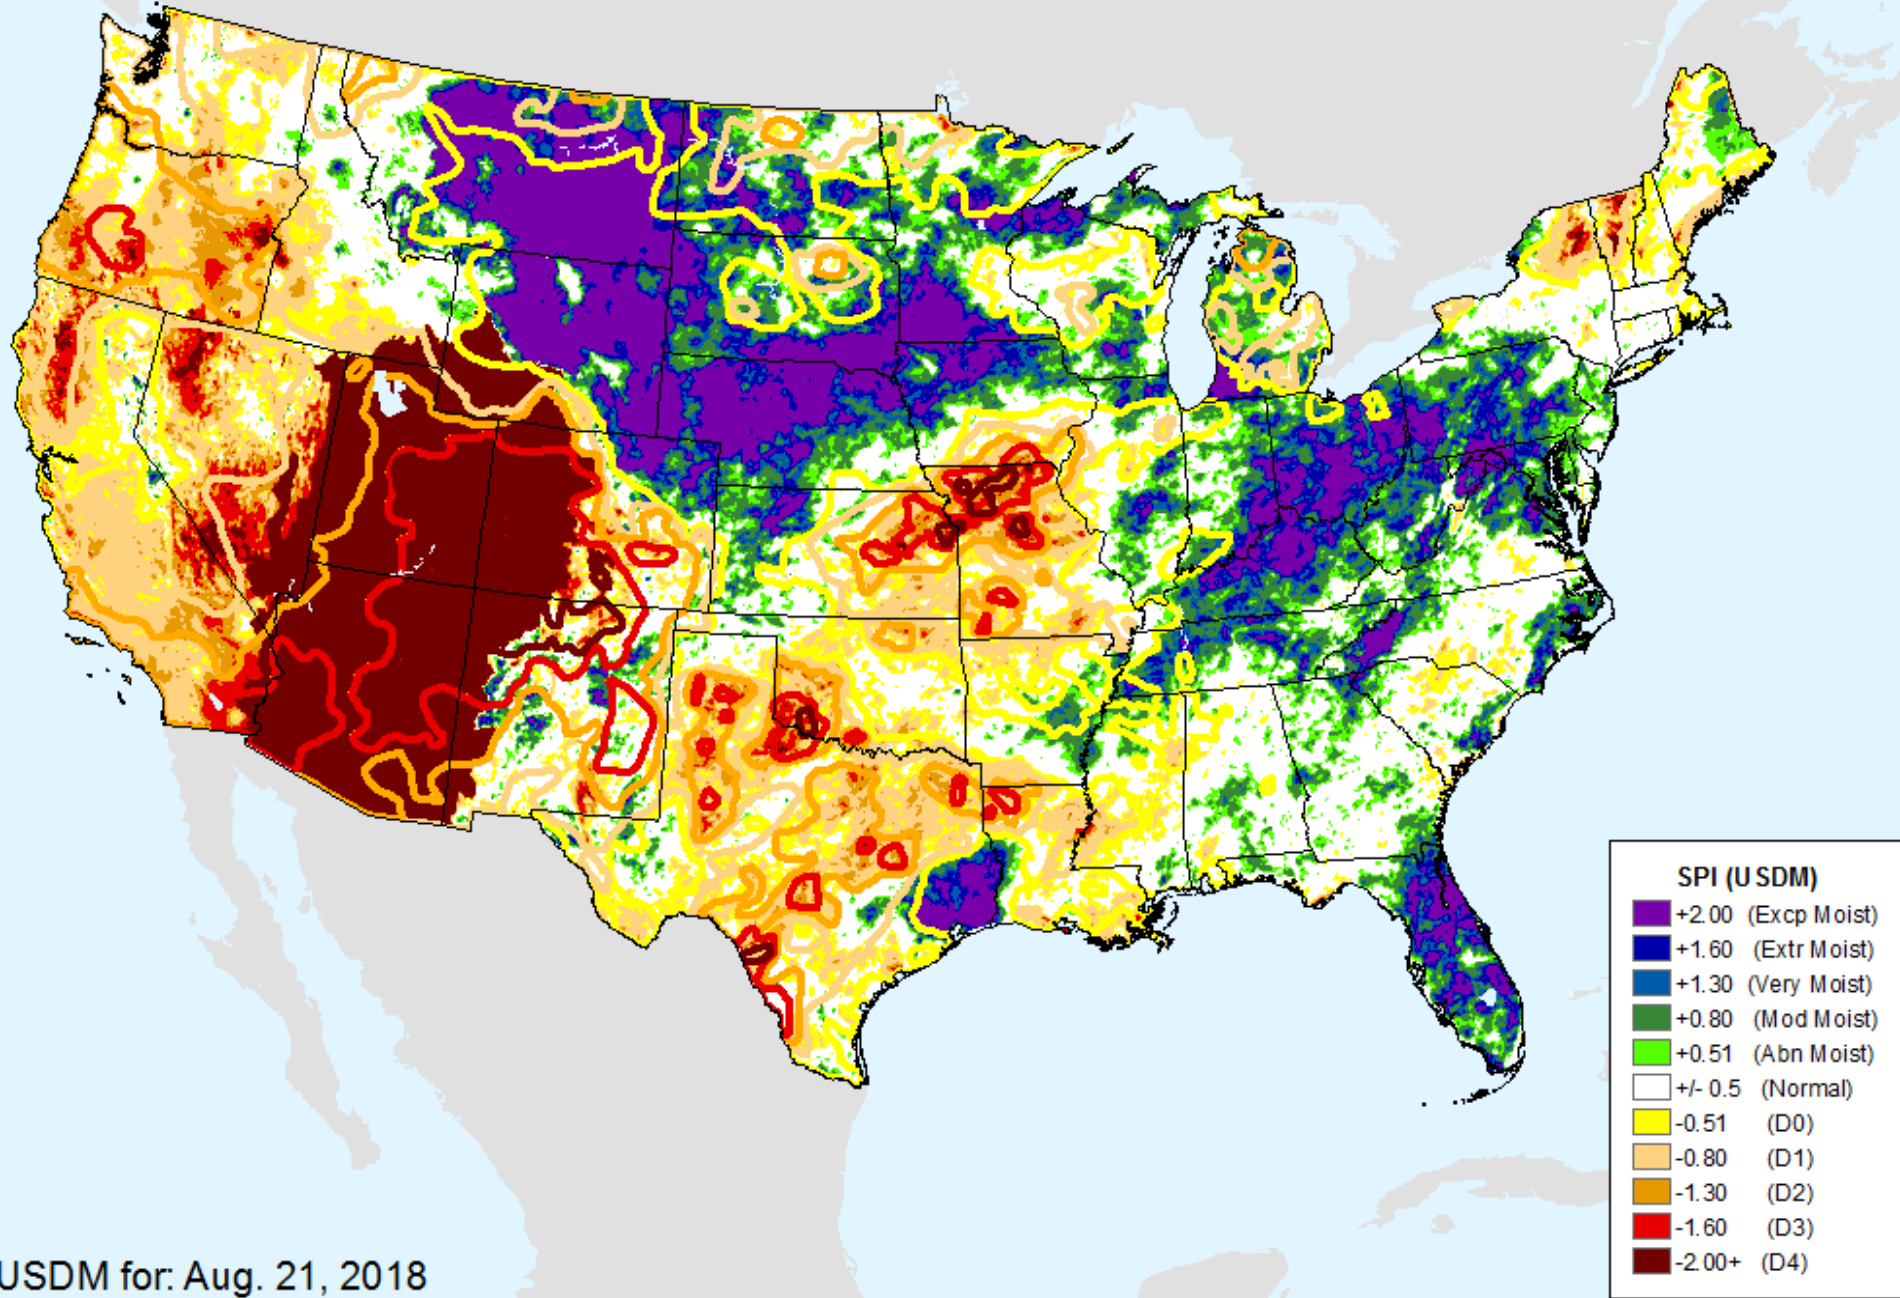 SPI (USDM)
+2.00 (Excp Moist)
+1.60 (Extr Moist)
+1.30 (Very Moist)
+0.80 (Mod Moist)
+0.51 (Abn Moist)
+/- 0.5 (Normal)
-0.51 (D0)
-0.80 (D1)
-1.30 (D2)
-1.60 (D3)
-2.00+ (D4)
USDM for: Aug. 21, 2018